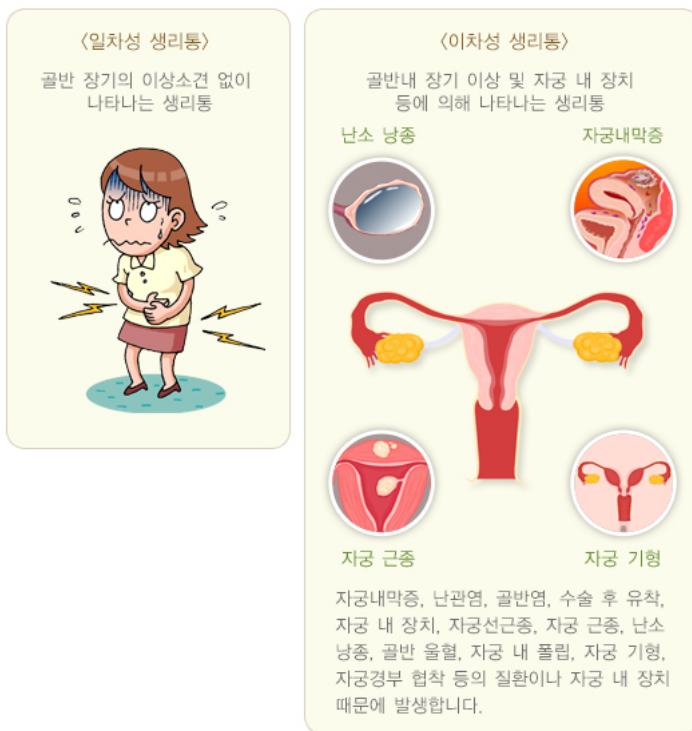 <일차성 생리통>
골반 장기의 이상소견 없이
나타나는 생리통
<이차성 생리통>
골반내 장기 이상 및 자궁 내 장치
등에 의해 나타나는 생리통
난소 낭종
자궁내막증
자궁 근종
자궁 기형
자궁내막증, 난관염, 골반염, 수술 후 유착,
자궁 내 장치, 자궁선근종, 자궁 근종, 난소
낭종, 골반 울혈, 자궁 내 폴립, 자궁 기형,
자궁경부 협착 등의 질환이나 자궁 내 장치
때문에 발생합니다.